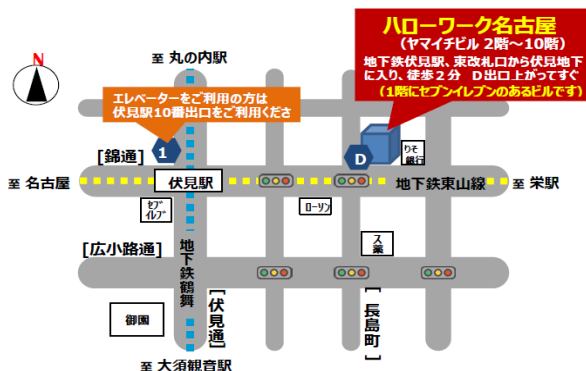 ハローワーク名古屋
(ヤマイチビル 2階～10階)
地下鉄伏見駅、東改札口から伏見地下
に入り、徒歩２分　D出口上がってすぐ
(1階にセブンイレブンのあるビルです)
N
至 丸の内駅
エレベーターをご利用の方は
伏見駅10番出口をご利用くださ
1
D
りそ
銀行
[錦通]
至 名古屋
伏見駅
地下鉄東山線
至 栄駅
ｾﾌﾞ
ｲﾚﾌﾞ
ﾛｰｿﾝ
ス
薬
[広小路通]
地下鉄鶴舞
御園
[伏見通]
[長島町]
至 大須観音駅